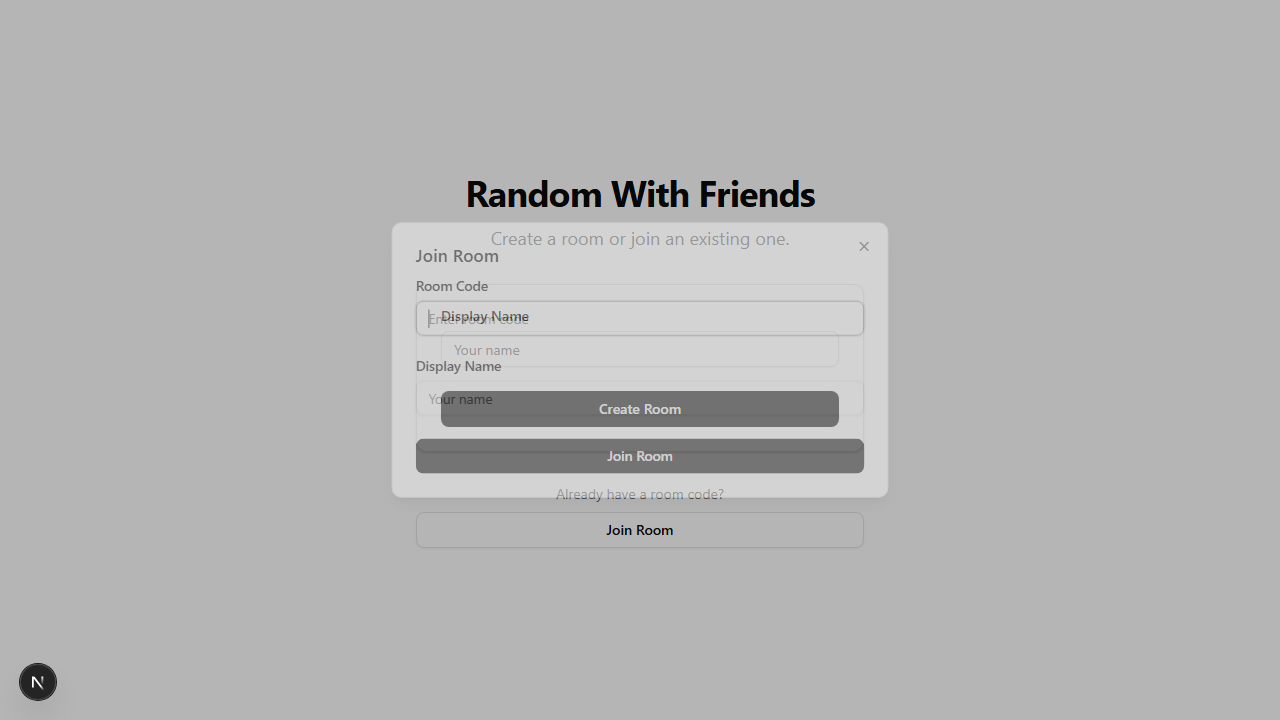 Random With Friends
Create a room or join an existing one.
Join Room
Room Code
Enter room code
Display Name
Your name
Display Name
Your name
Create Room
Join Room
Already have a room code?
Join Room
N